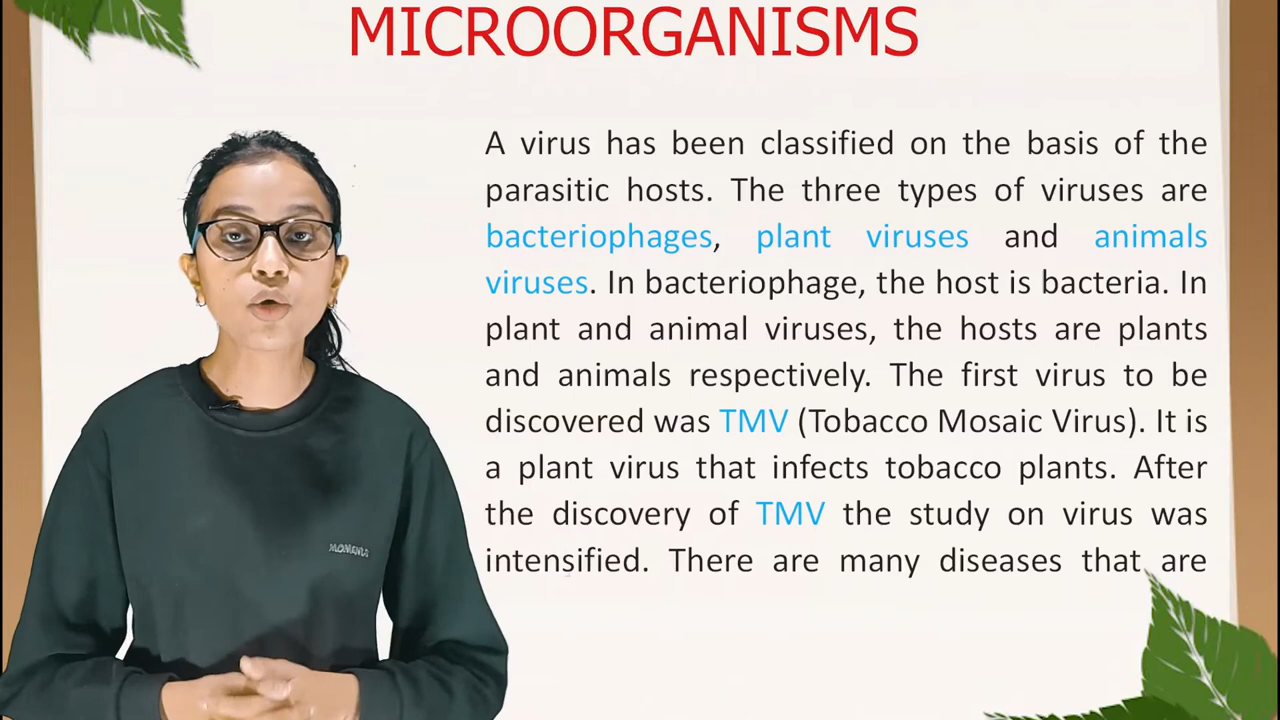 MICROORGANISMS
A virus has been classified on the basis of the
parasitic hosts. The three types of viruses are
bacteriophages, plant viruses and animals
viruses. In bacteriophage, the host is bacteria. In
plant and animal viruses, the hosts are plants
and animals respectively. The first virus to be
discovered was TMV (Tobacco Mosaic Virus). It is
a plant virus that infects tobacco plants. After
the discovery of TMV the study on virus was
intensified. There are many diseases that are